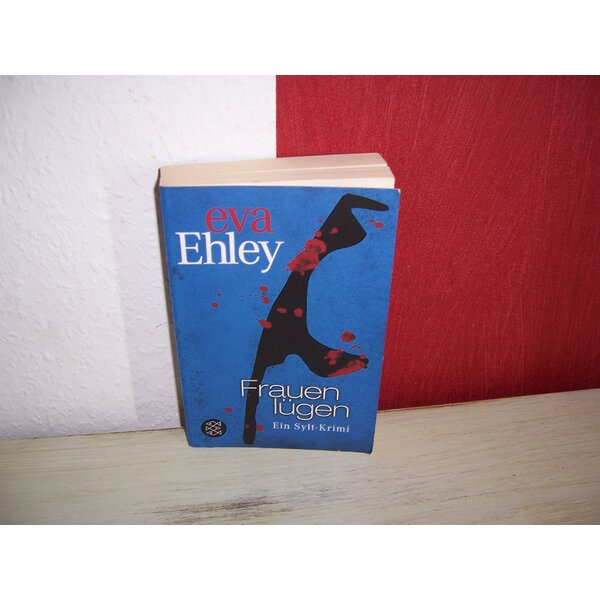 eva
Ehley
Frauen
lügen
Ein Sylt-Krimi